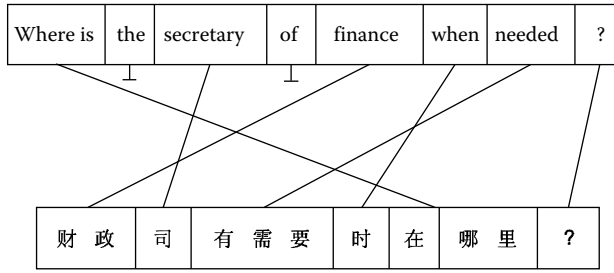 Where is the secretary of finance when needed ?
财政 司 有需要 时 在 哪里 ?